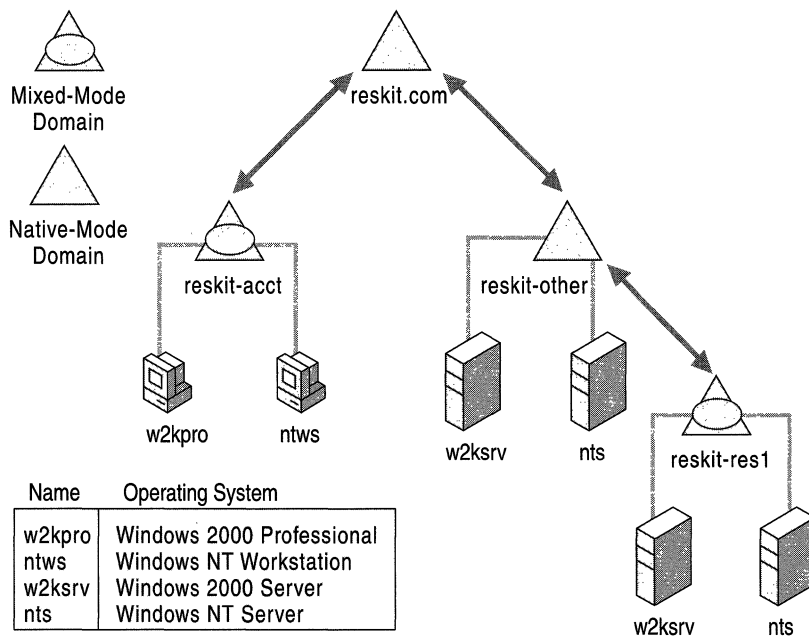 Mixed-Mode
Domain
Native-Mode
Domain
reskit.com
reskit-acct
reskit-other
w2kpro
ntws
w2ksrv
nts
reskit-res1
w2ksrv
nts
Name Operating System
w2kpro Windows 2000 Professional
ntws Windows NT Workstation
w2ksrv Windows 2000 Server
nts Windows NT Server